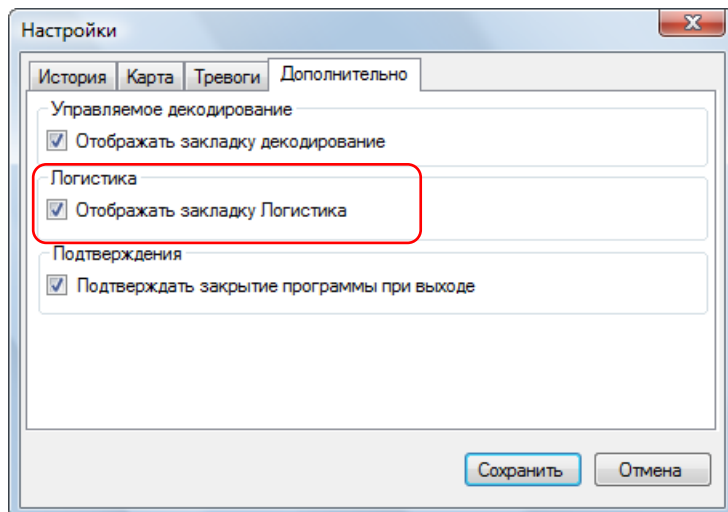 Настройки
История Карта Тревоги Дополнительно
Управляемое декодирование
Отображать закладку декодирование
Логистика
Отображать закладку Логистика
Подтверждения
Подтверждать закрытие программы при выходе
Сохранить Отмена